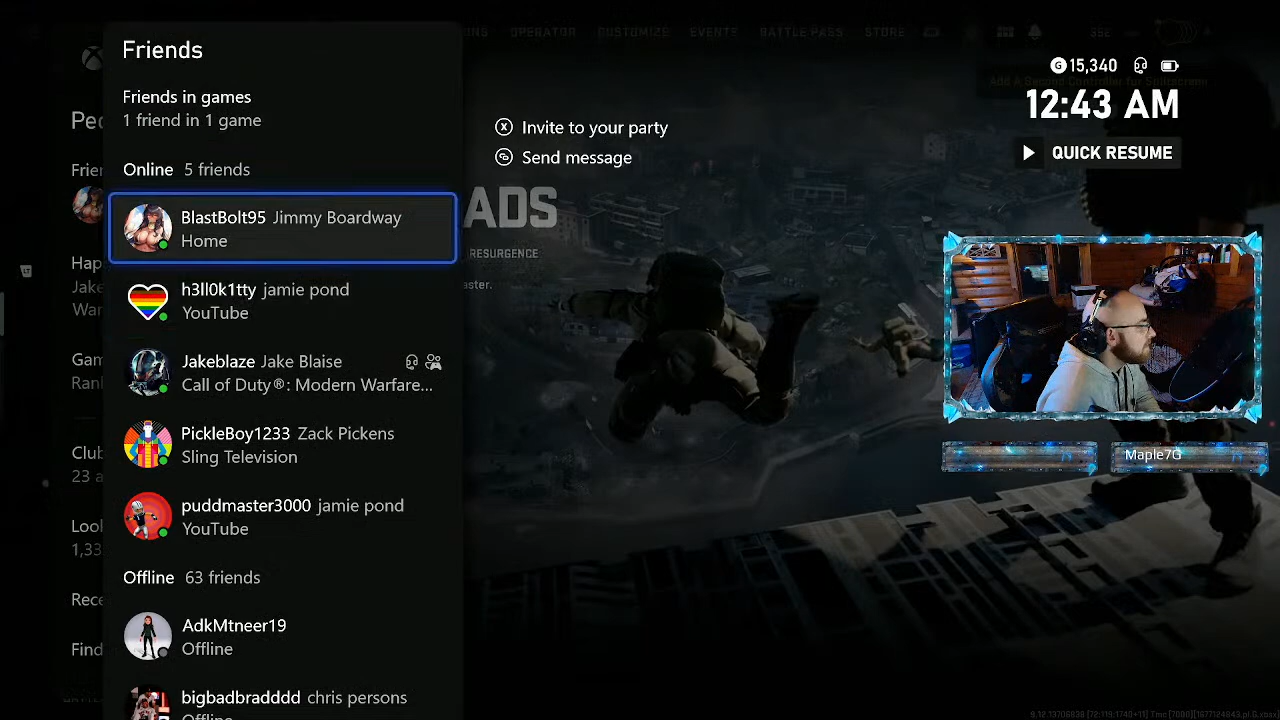 Friends
Friends in games
1 friend in 1 game
Online 5 friends
BlastBolt95 Jimmy Boardway
Home
h3ll0k1tty jamie pond
YouTube
Jakeblaze Jake Blaise
Call of Duty®: Modern Warfare...
PickleBoy1233 Zack Pickens
Sling Television
puddmaster3000 jamie pond
YouTube
Offline 63 friends
AdkMtneer19
Offline
bigbadbradddd chris persons
Offline
X Invite to your party
Send message
OPERATOR CUSTOMIZE EVENTS BATTLE PASS STORE
G 15,340
12:43 AM
QUICK RESUME
ADS
RESURGENCE
Maple7G
LT